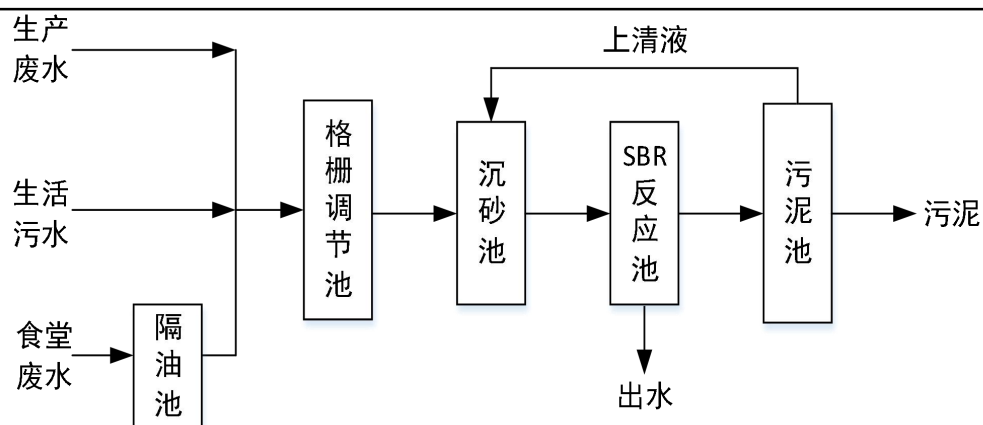 生产
废水
上清液
格
栅
调
节
池
沉
砂
池
SBR
反
应
池
污
泥
池
污泥
生活
污水
食堂
废水
隔
油
池
出水